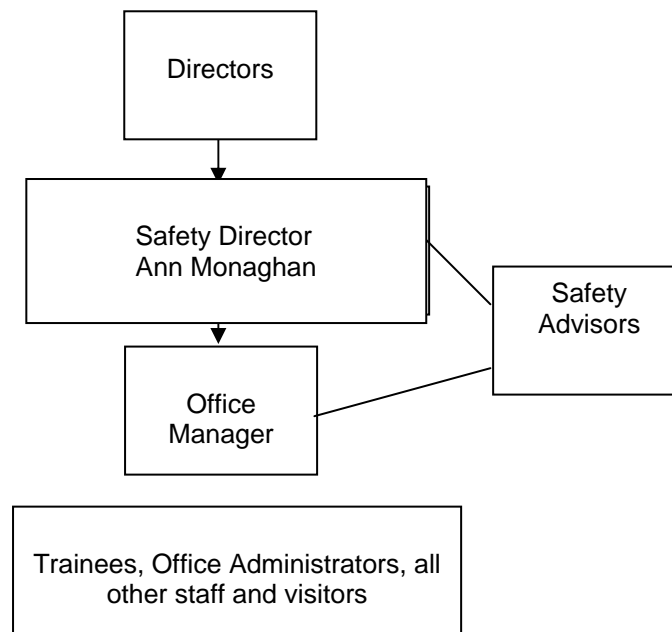 Directors
Safety Director
Ann Monaghan
Safety
Advisors
Office
Manager
Trainees, Office Administrators, all
other staff and visitors